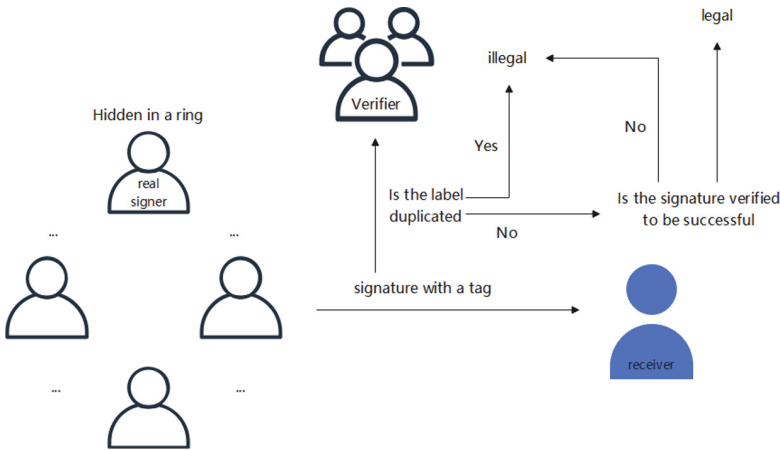 legal
illegal
Verifier
Hidden in a ring
No
Yes
real
signer
Is the label
duplicated
Is the signature verified
to be successful
No
...
...
signature with a tag
receiver
...
...